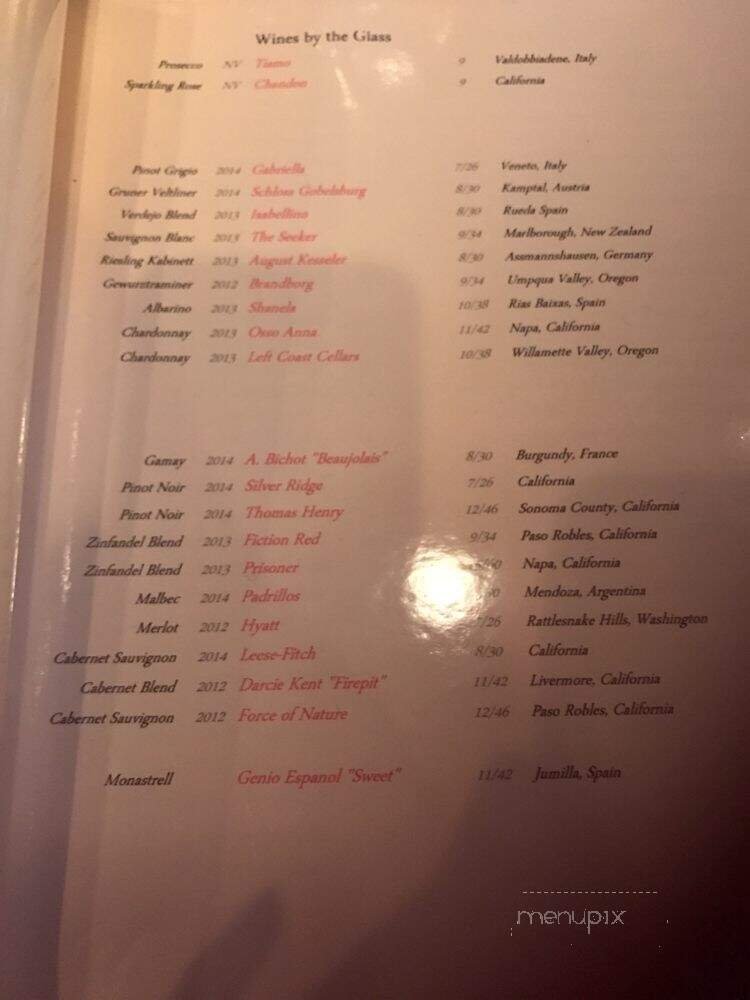 Wines by the Glass
Prosecco NV Tiamo 9 Valdobbiadene, Italy
Sparkling Rose NV Chandon 9 California
Pinot Grigio 2014 Gabriella 7/26 Veneto, Italy
Gruner Veltliner 2014 Schloss Gobelsburg 8/30 Kamptal, Austria
Verdejo Blend 2013 Isabellino 8/30 Rueda Spain
Sauvignon Blanc 2013 The Seeker 9/34 Marlborough, New Zealand
Riesling Kabinett 2013 August Kesseler 8/30 Assmannshausen, Germany
Gewurstraminer 2012 Brandborg 9/34 Umpqua Valley, Oregon
Albarino 2013 Shanela 10/38 Rias Baixas, Spain
Chardonnay 2013 Osso Anna 11/42 Napa, California
Chardonnay 2013 Left Coast Cellars 10/38 Willamette Valley, Oregon
Gamay 2014 A. Bichot "Beaujolais" 8/30 Burgundy, France
Pinot Noir 2014 Silver Ridge 7/26 California
Pinot Noir 2014 Thomas Henry 12/46 Sonoma County, California
Zinfandel Blend 2013 Fiction Red 9/34 Paso Robles, California
Zinfandel Blend 2013 Prisoner Napa, California
Malbec 2014 Padrillos Mendoza, Argentina
Merlot 2012 Hyatt 7/26 Rattlesnake Hills, Washington
Cabernet Sauvignon 2014 Leese-Fitch 8/30 California
Cabernet Blend 2012 Darcie Kent "Firepit" 11/42 Livermore, California
Cabernet Sauvignon 2012 Force of Nature 12/46 Paso Robles, California
Monastrell Genio Espanol "Sweet" 11/42 Jumilla, Spain
menupix